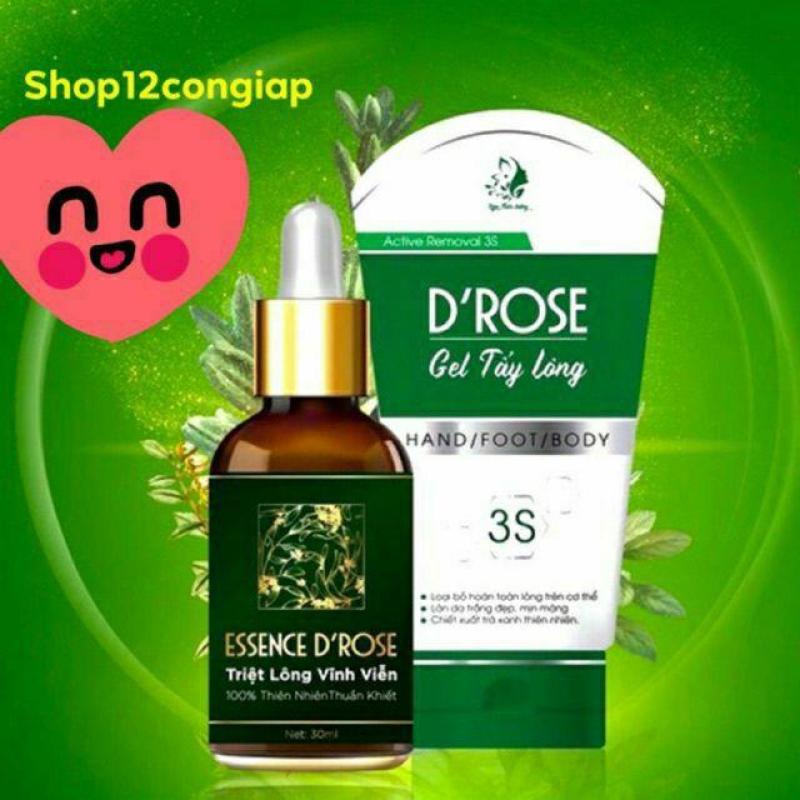 Shop12congiap
Active Removal 3S
D'ROSE
Gel Tẩy Lông
HAND/FOOT/BODY
3S
Loại bỏ hoàn toàn lông trên cơ thể
Làn da trắng đẹp, mịn màng
Chiết xuất trà xanh thiên nhiên.
ESSENCE D'ROSE
Triệt Lông Vĩnh Viễn
100% Thiên Nhiên Thuần Khiết
Net: 30ml